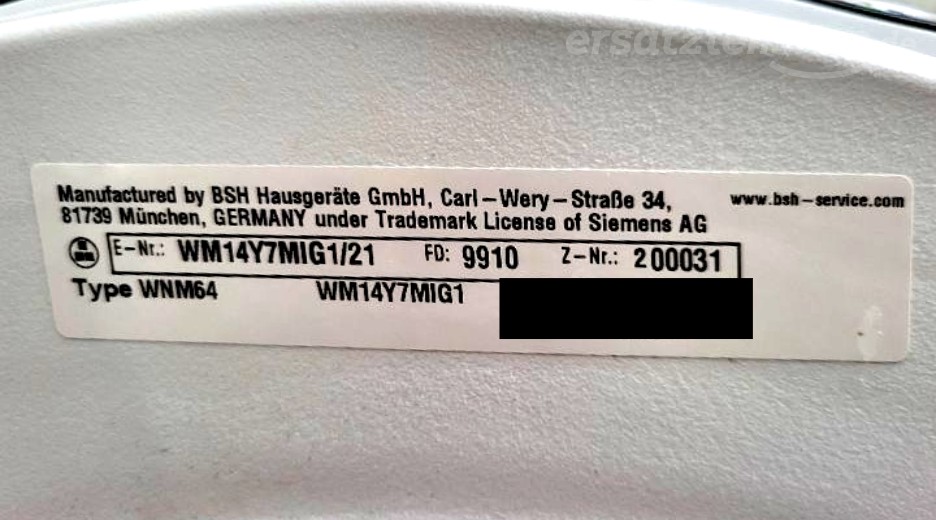 Manufactured by BSH Hausgeräte GmbH, Carl-Wery-Straße 34, www.bsh-service.com
81739 München, GERMANY under Trademark License of Siemens AG
E-Nr.: WM14Y7MIG1/21 FD: 9910 Z-Nr.: 200031
Type WNM64 WM14Y7MIG1